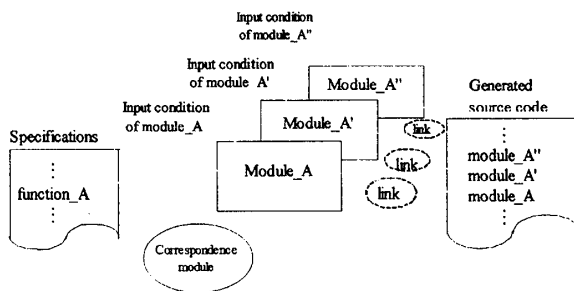 Input condition
of module_A"
Input condition
of module A'
Input condition
of module_A
Module_A"
Module_A'
Module_A
link
link
link
Specifications
function_A
Correspondence
module
Generated
source code
module_A"
module_A'
module_A